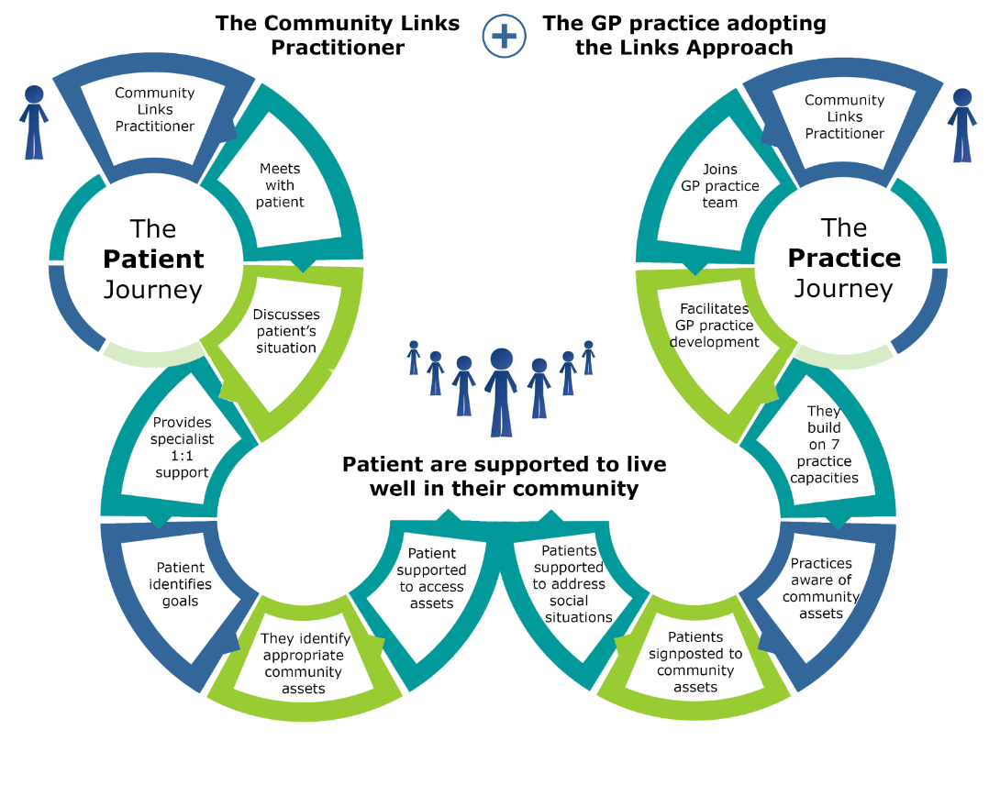 The Community Links
Practitioner
The GP practice adopting
the Links Approach
Community
Links
Practitioner
Meets
with
patient
The
Patient
Journey
Discusses
patient’s
situation
Provides
specialist
1:1
support
Patient
identifies
goals
They identify
appropriate
community
assets
Patient
supported
to access
assets
Community
Links
Practitioner
Joins
GP practice
team
The
Practice
Journey
Facilitates
GP practice
development
They
build
on 7
practice
capacities
Practices
aware of
community
assets
Patients
signposted to
community
assets
Patients
supported
to address
social
situations
Patient are supported to live
well in their community